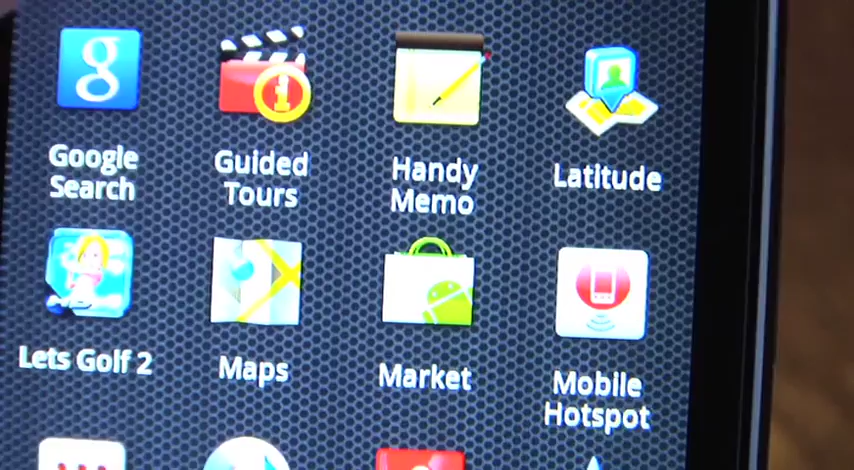 Google
Search
Guided
Tours
Handy
Memo
Latitude
Lets Golf 2
Maps
Market
Mobile
Hotspot